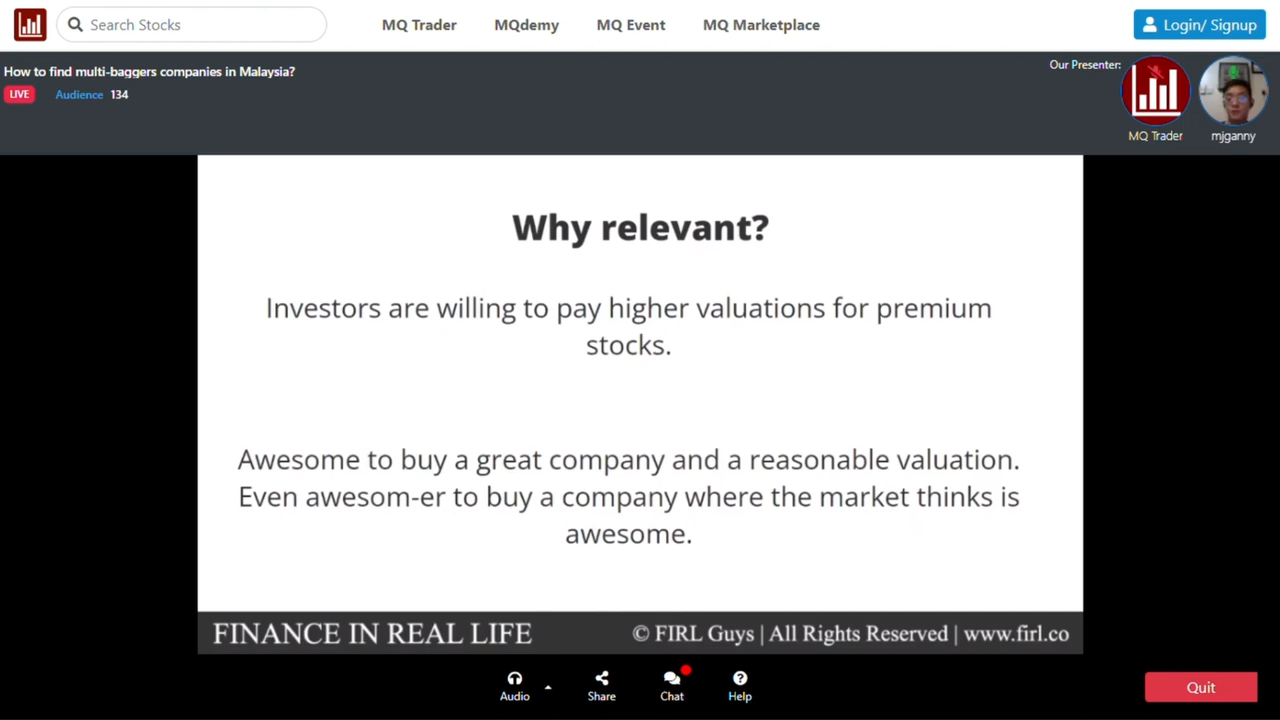 Search Stocks
MQ Trader
MQdemy
MQ Event
MQ Marketplace
Login/ Signup
How to find multi-baggers companies in Malaysia?
LIVE
Audience 134
Our Presenter:
MQ Trader
mjganny
Why relevant?
Investors are willing to pay higher valuations for premium
stocks.
Awesome to buy a great company and a reasonable valuation.
Even awesom-er to buy a company where the market thinks is
awesome.
FINANCE IN REAL LIFE
© FIRL Guys | All Rights Reserved | www.firl.co
Audio
Share
Chat
Help
Quit